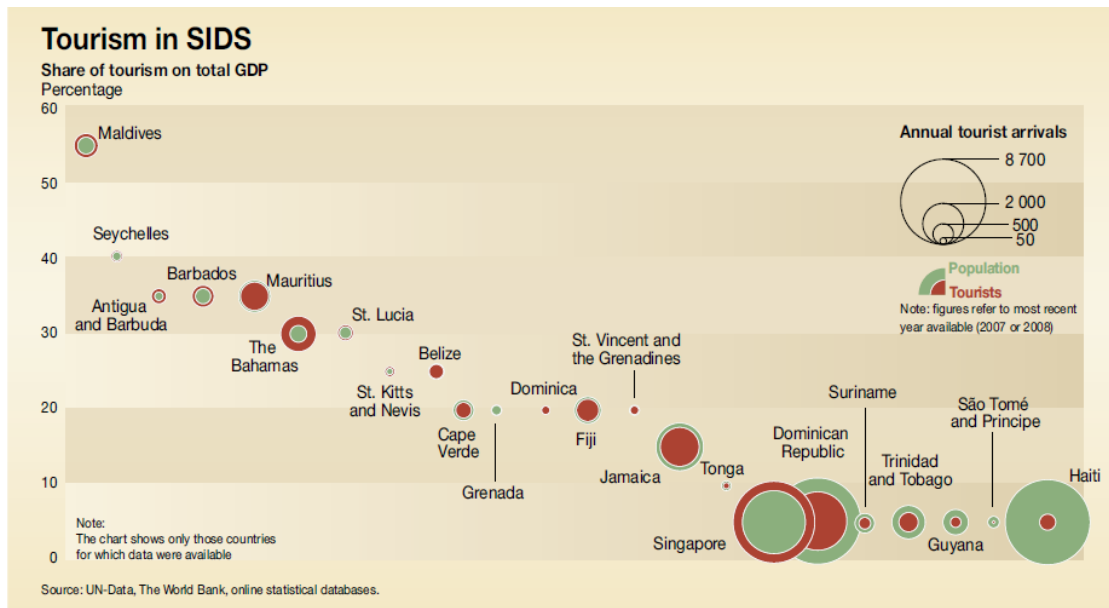 Tourism in SIDS
Share of tourism on total GDP
Percentage
60
50
40
30
20
10
0
Maldives
Seychelles
Antigua
and Barbuda
Barbados
Mauritius
The
Bahamas
St. Lucia
St. Kitts
and Nevis
Belize
Cape
Verde
Grenada
Dominica
Fiji
St. Vincent and
the Grenadines
Jamaica
Tonga
Singapore
Dominican
Republic
Suriname
Trinidad
and Tobago
Guyana
São Tomé
and Principe
Haiti
Annual tourist arrivals
8 700
2 000
500
50
Population
Tourists
Note: figures refer to most recent
year available (2007 or 2008)
Note:
The chart shows only those countries
for which data were available
Source: UN-Data, The World Bank, online statistical databases.